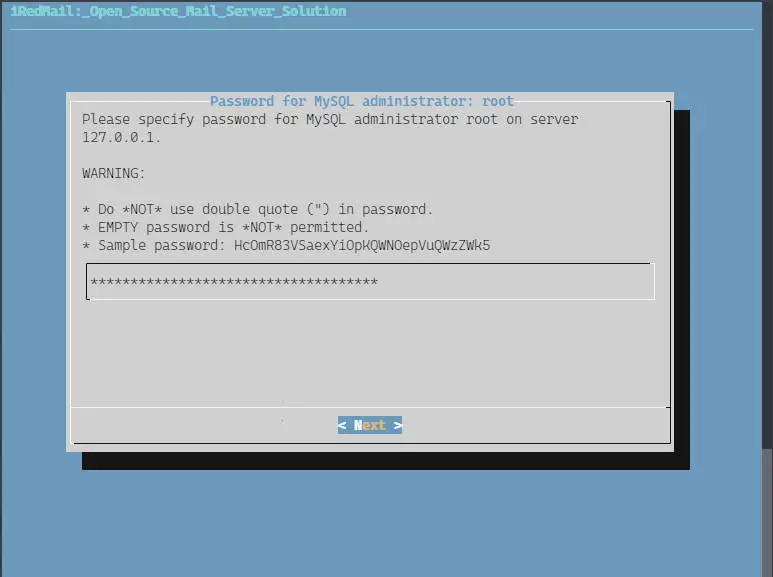 iRedMail:_Open_Source_Mail_Server_Solution
Password for MySQL administrator: root
Please specify password for MySQL administrator root on server
127.0.0.1.
WARNING:
* Do *NOT* use double quote (") in password.
* EMPTY password is *NOT* permitted.
* Sample password: HcOmR83VSaexYiOpKQWNOepVuQWzZWk5
************************************
< Next >